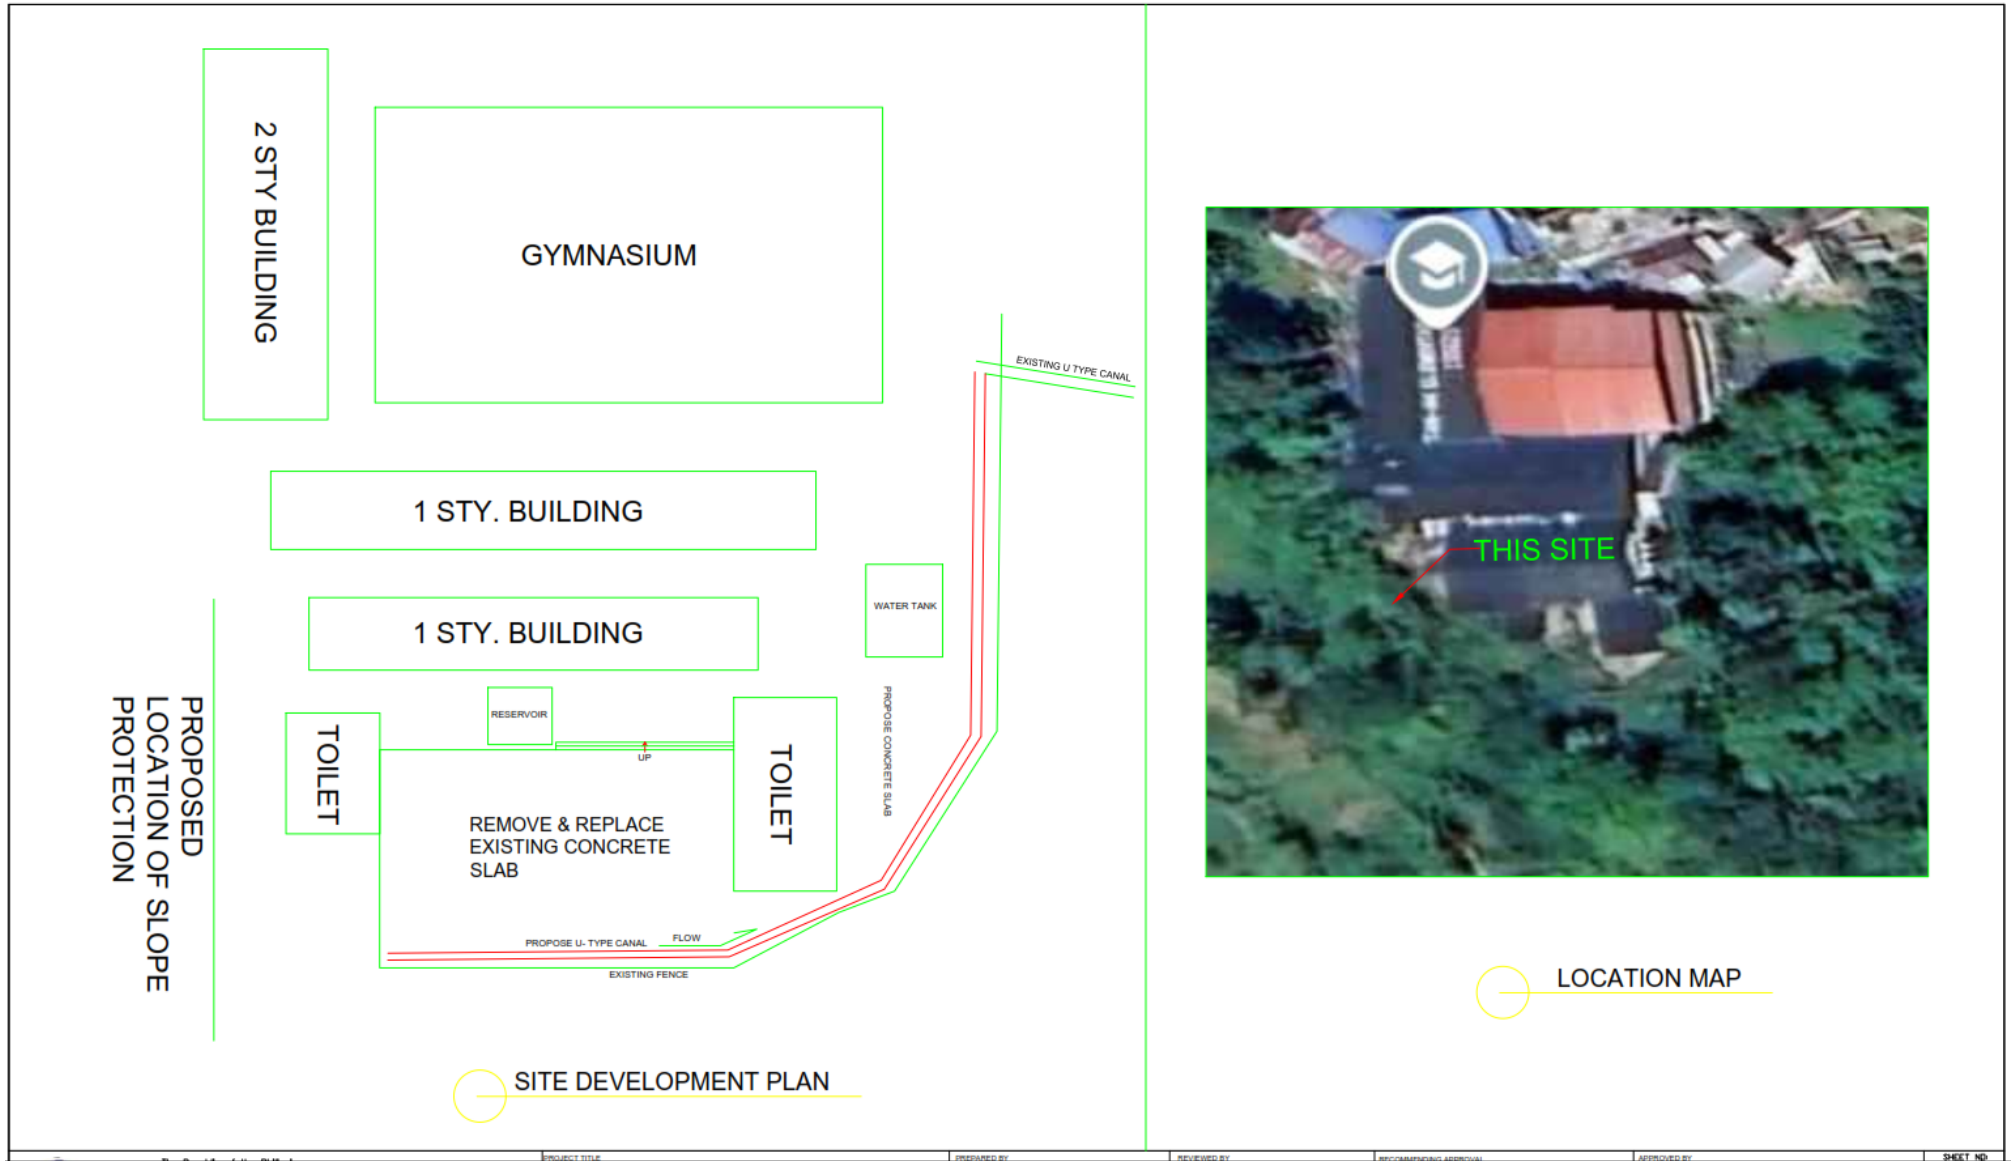 2 STY BUILDING
GYMNASIUM
EXISTING U TYPE CANAL
1 STY. BUILDING
WATER TANK
1 STY. BUILDING
PROPOSED
LOCATION OF SLOPE
PROTECTION
TOILET
RESERVOIR
UP
TOILET
PROPOSE CONCRETE SLAB
REMOVE & REPLACE
EXISTING CONCRETE
SLAB
PROPOSE U- TYPE CANAL
FLOW
EXISTING FENCE
SITE DEVELOPMENT PLAN
THIS SITE
LOCATION MAP
PROJECT TITLE
PREPARED BY
REVIEWED BY
RECOMMENDING APPROVAL
APPROVED BY
SHEET NO: